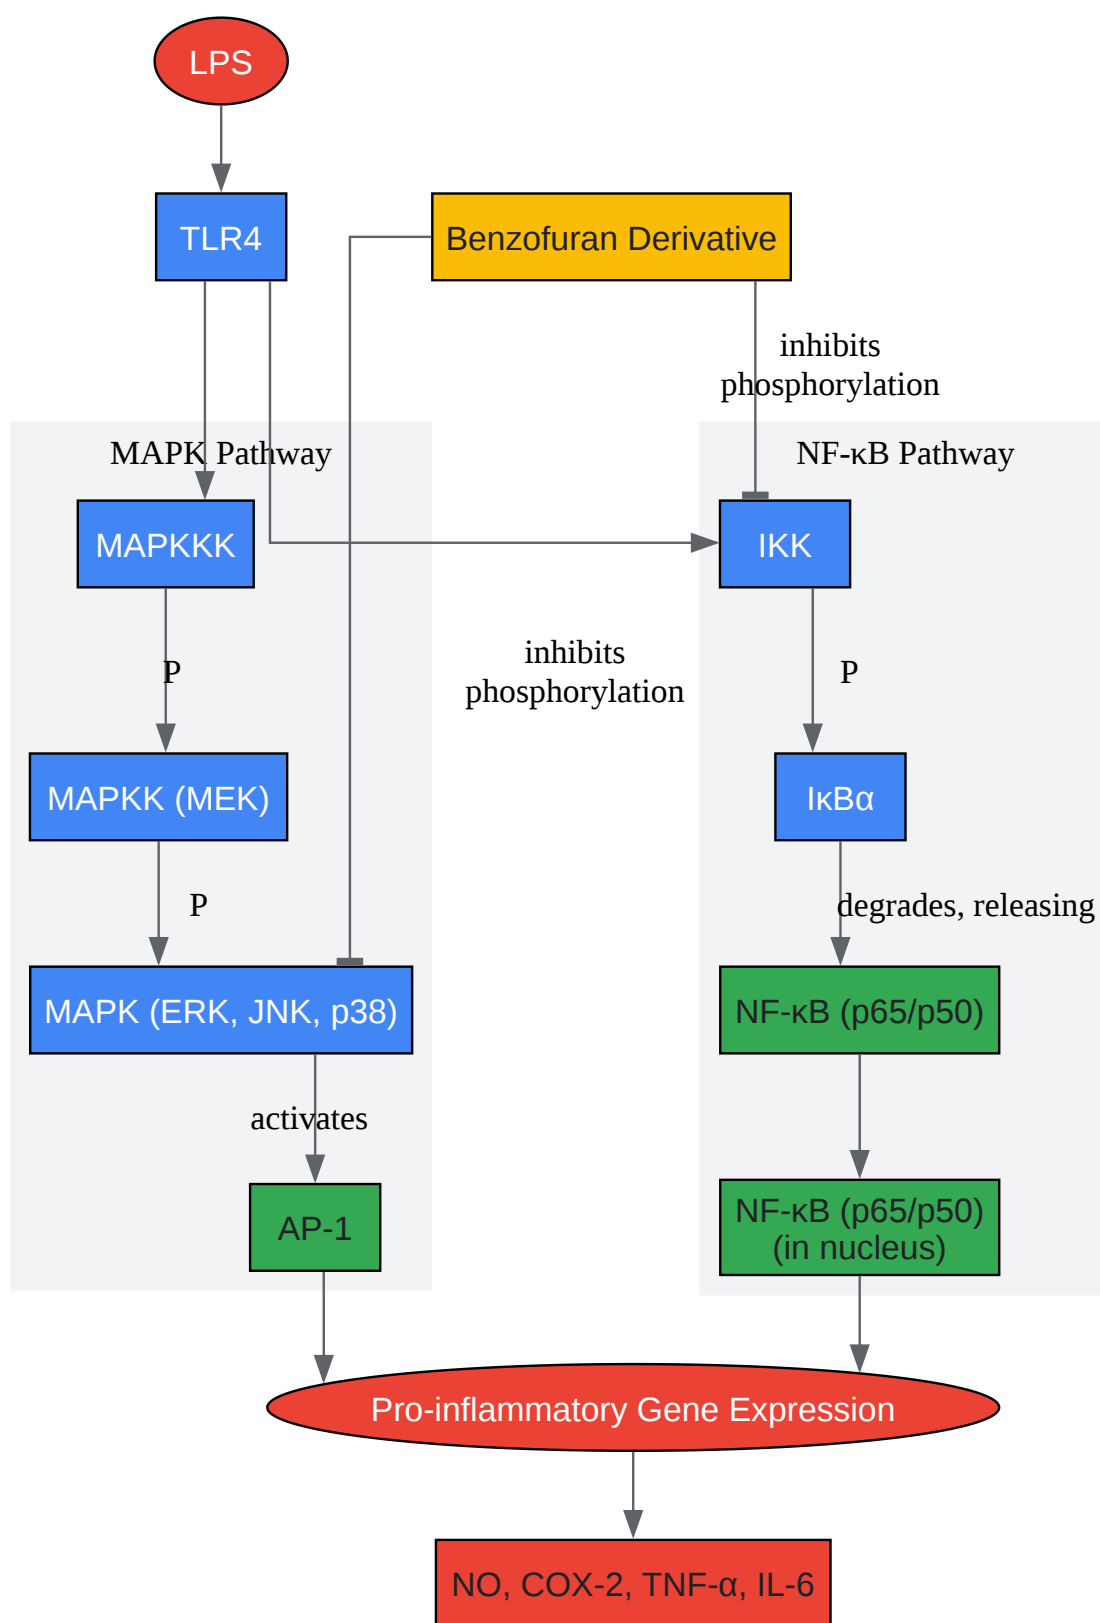 LPS
TLR4
Benzofuran Derivative
inhibits
phosphorylation
MAPK Pathway
NF-κB Pathway
MAPKKK
IKK
inhibits
phosphorylation
P
P
MAPKK (MEK)
IκBα
P
degrades, releasing
MAPK (ERK, JNK, p38)
NF-κB (p65/p50)
activates
AP-1
NF-κB (p65/p50)
(in nucleus)
Pro-inflammatory Gene Expression
NO, COX-2, TNF-α, IL-6